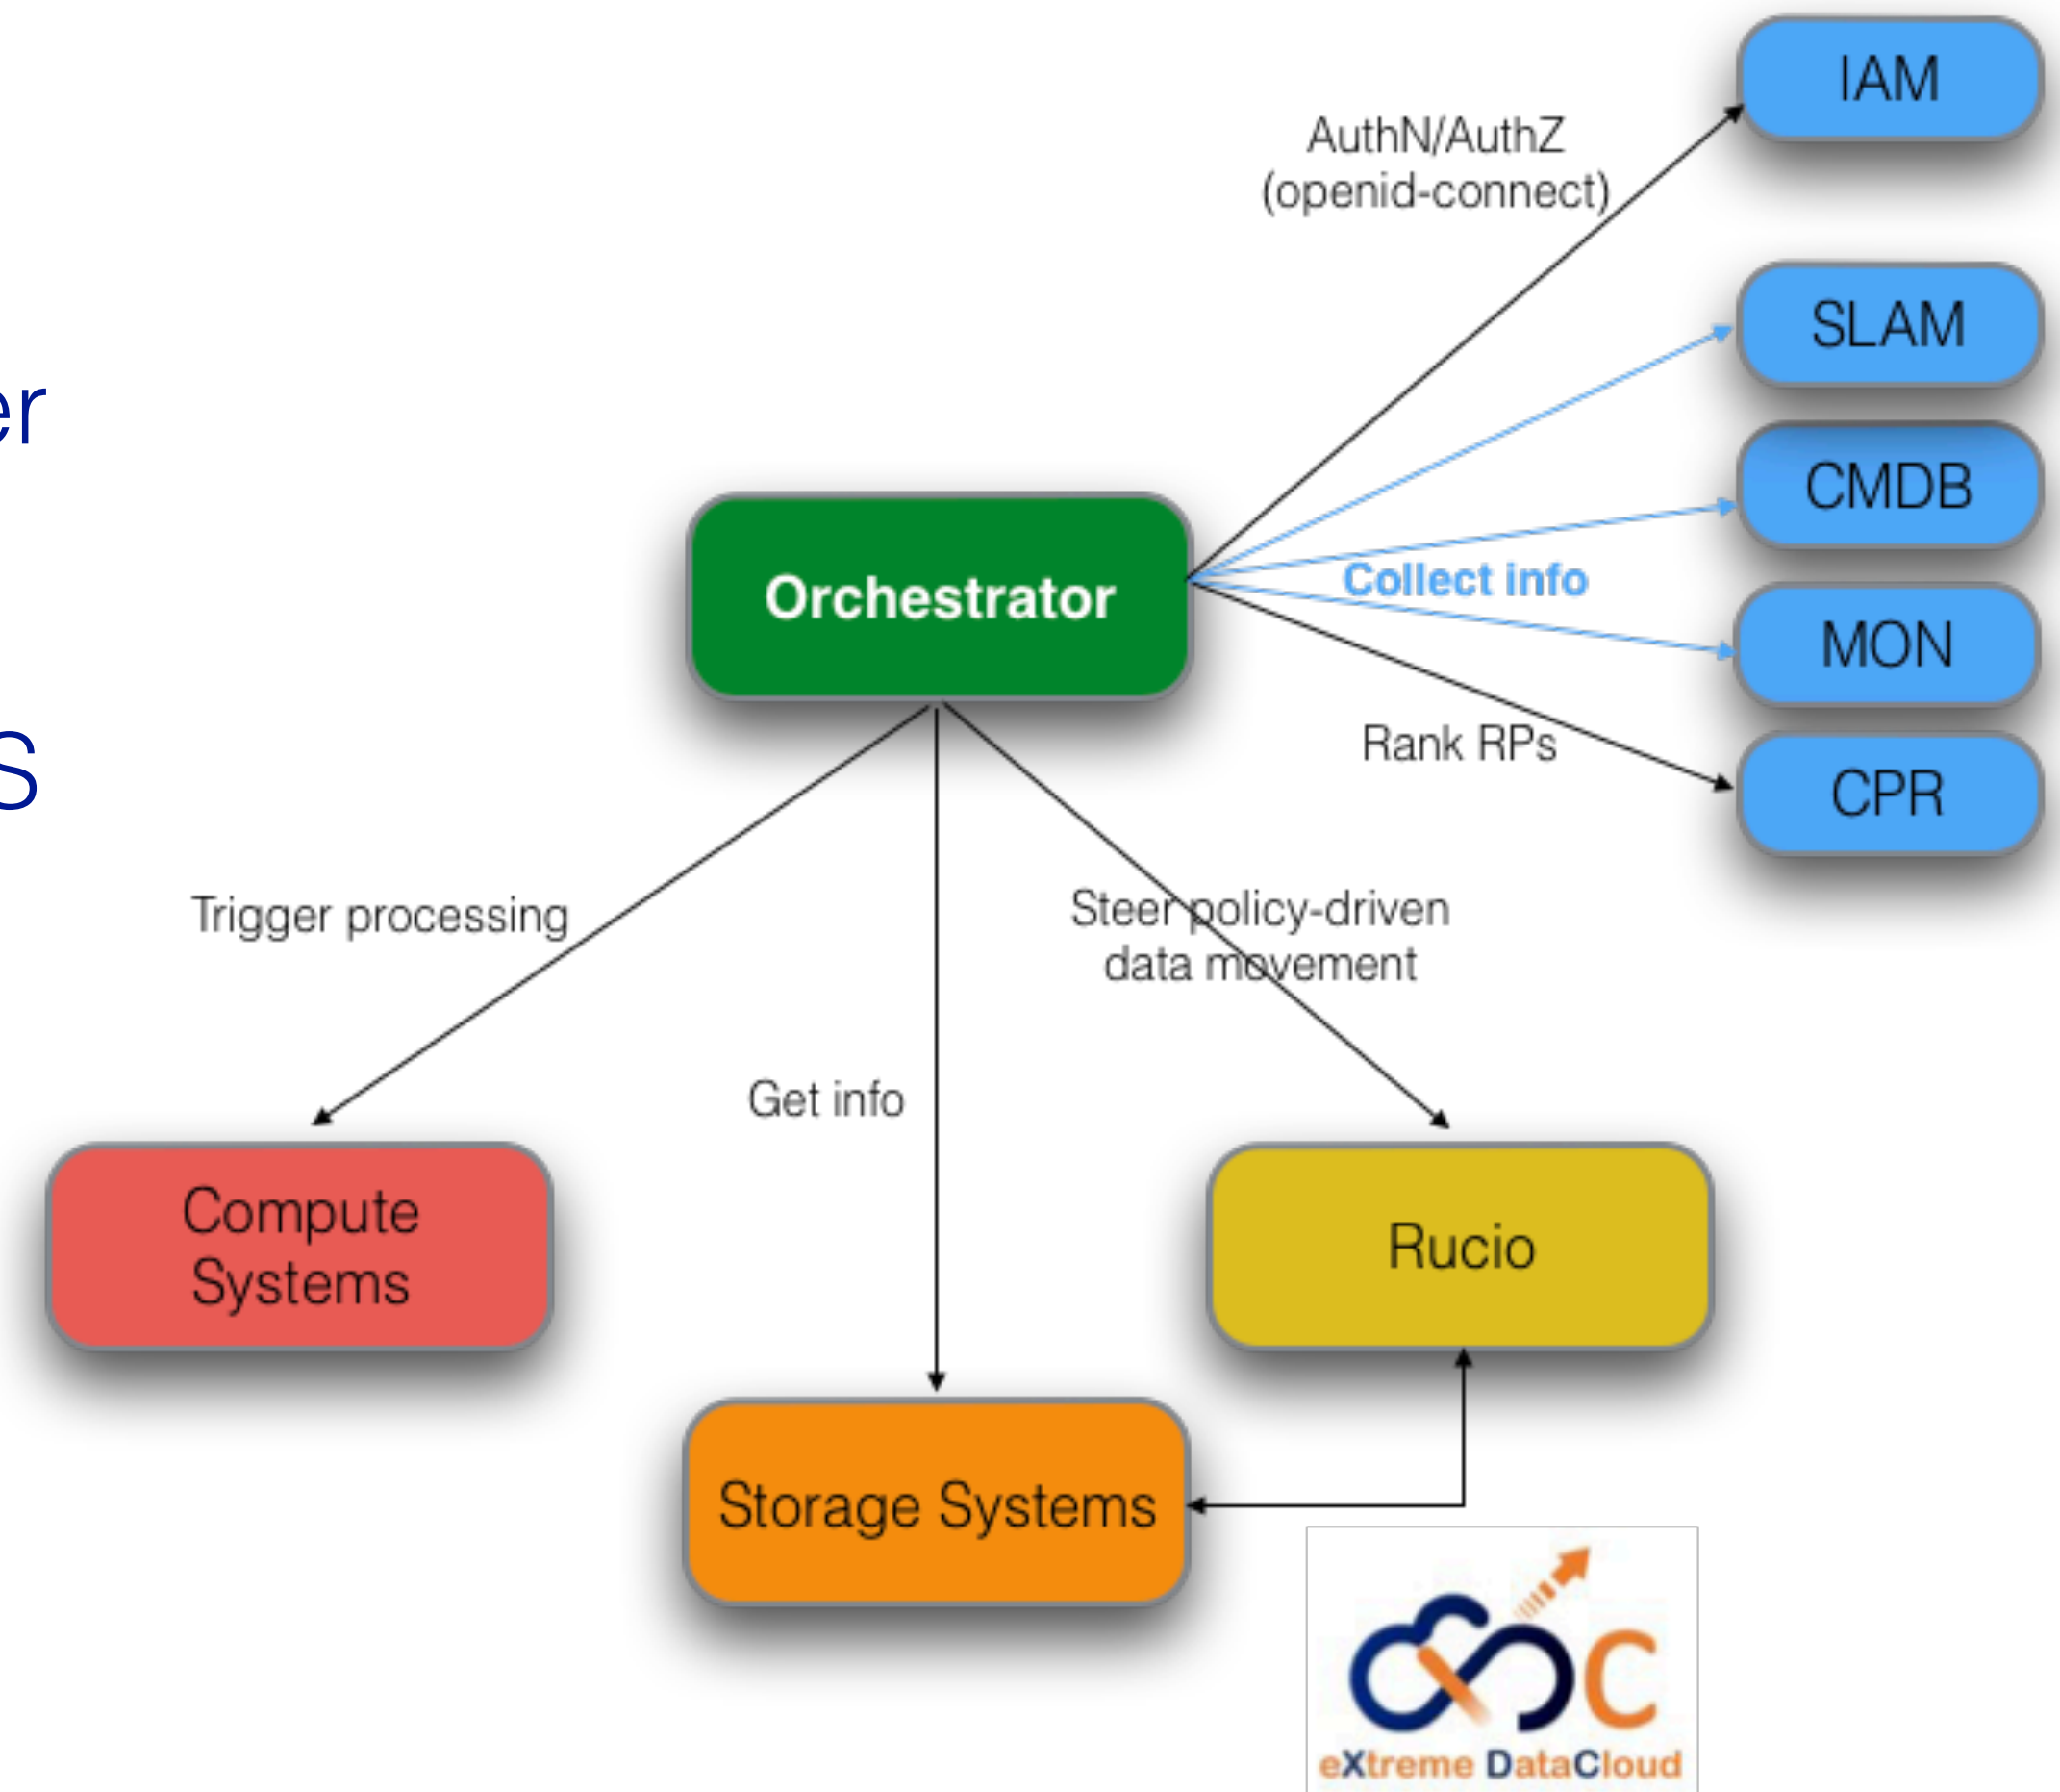 IAM
AuthN/AuthZ
(openid-connect)
SLAM
er
CMDB
Collect info
Orchestrator
MON
Rank RPs
S
CPR
Trigger processing
Steer policy-driven
data movement
Get info
Compute
Systems
Rucio
Storage Systems
C
eXtreme DataCloud